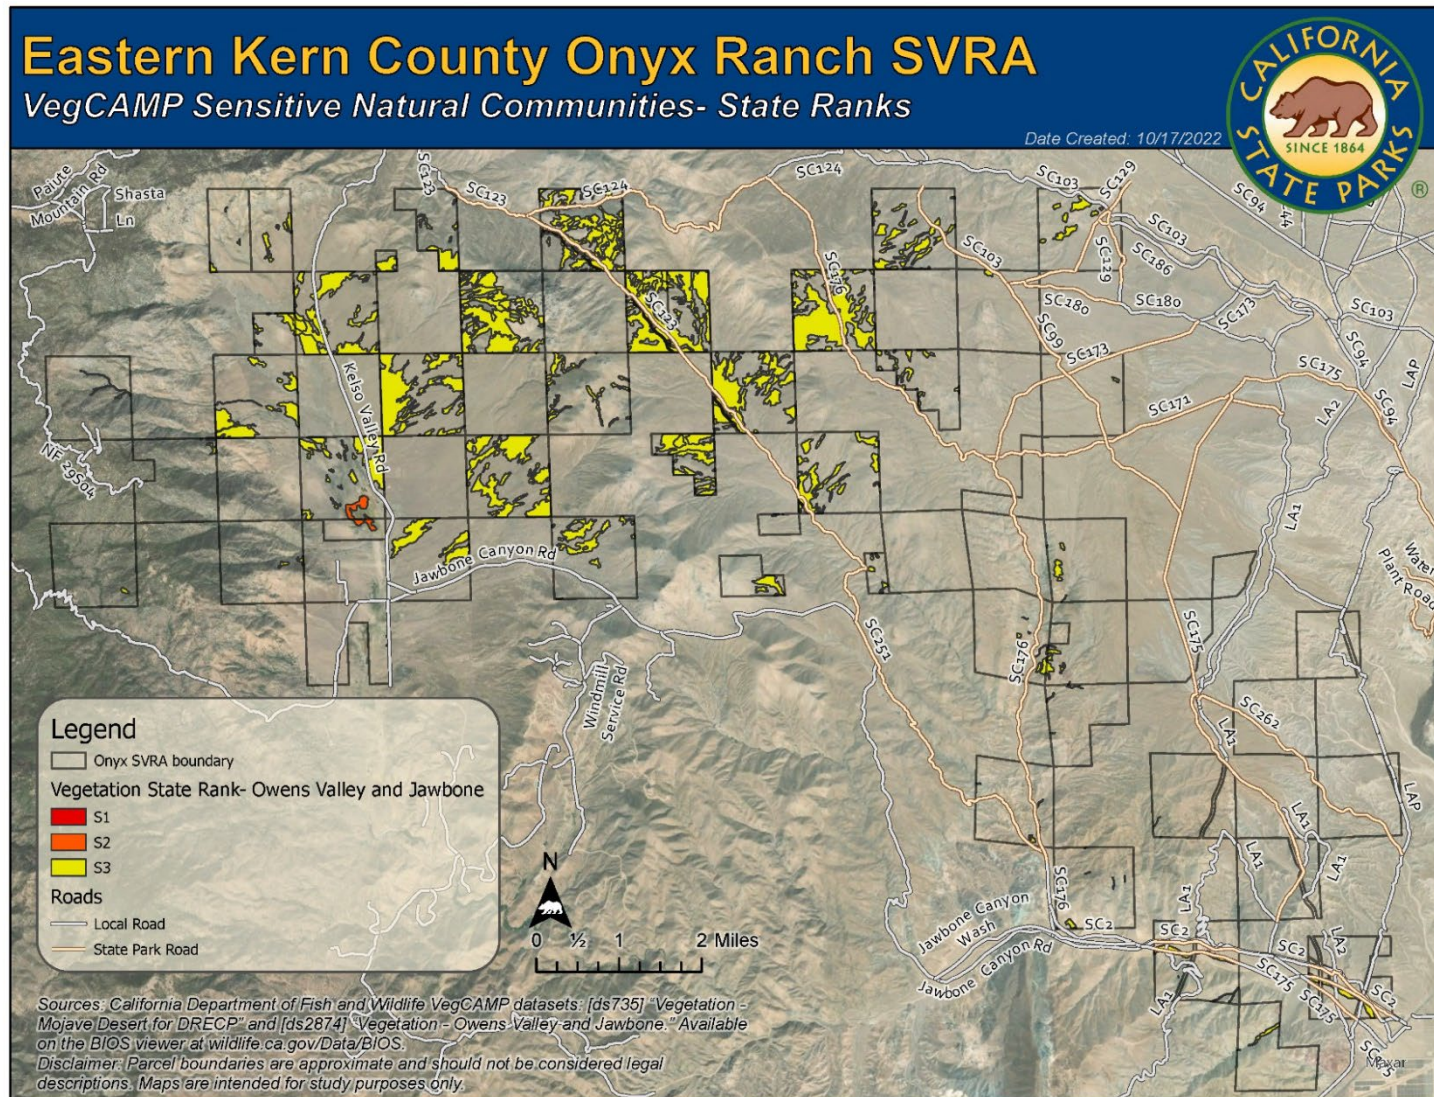 Eastern Kern County Onyx Ranch SVRA
VegCAMP Sensitive Natural Communities- State Ranks
Date Created: 10/17/2022
CALIFORNIA
SINCE 1864
STATE PARKS
®
Paiute
Mountain Rd
Shasta
Ln
SC123
SC123
SC124
SC124
SC103
SC129
SC94
SC103
SC129
SC186
SC176
SC103
SC180
SC180
SC173
SC103
SC123
SC99
SC173
SC94
LAP
SC175
SC94
SC171
LA2
Kelso Valley Rd
NF 29S04
LA1
Jawbone Canyon Rd
Water
Plant Road
SC175
SC251
SC176
Windmill
Service Rd
SC262
LA1
LAP
LA1
LA1
LA1
SC176
LA1
Jawbone Canyon
Wash
Jawbone Canyon Rd
SC2
SC2
SC2
LA2
SC2
SC175
SC175
LA1
Maxar
Legend
Onyx SVRA boundary
Vegetation State Rank- Owens Valley and Jawbone
S1
S2
S3
Roads
Local Road
State Park Road
N
0 ½ 1 2 Miles
Sources: California Department of Fish and Wildlife VegCAMP datasets: [ds735] "Vegetation -
Mojave Desert for DRECP" and [ds2874] "Vegetation - Owens Valley and Jawbone." Available
on the BIOS viewer at wildlife.ca.gov/Data/BIOS.
Disclaimer: Parcel boundaries are approximate and should not be considered legal
descriptions. Maps are intended for study purposes only.